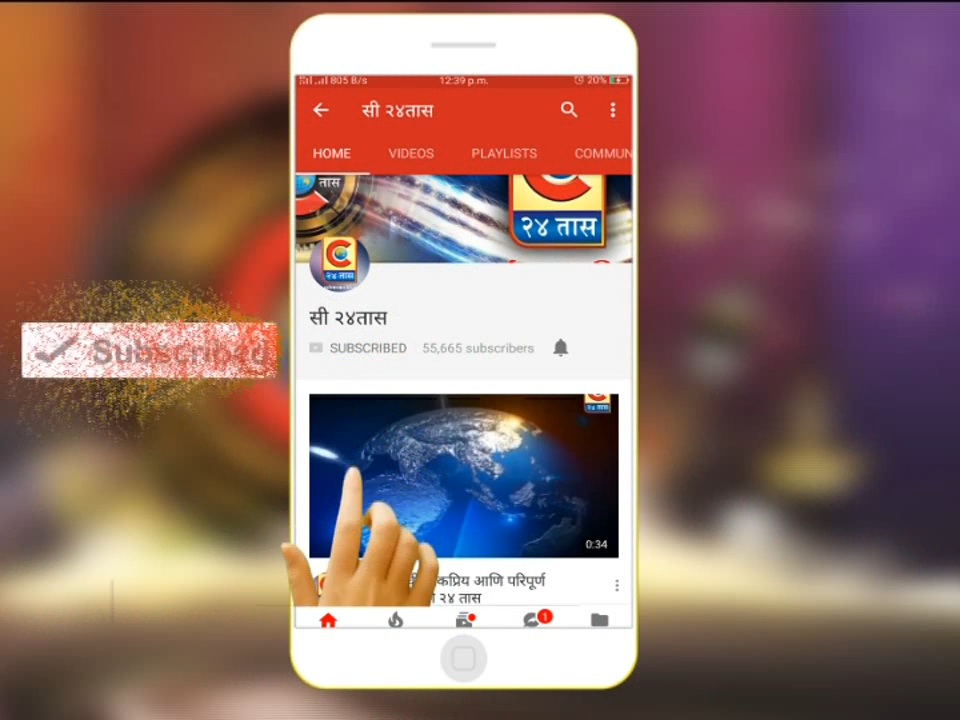 805 B/s 12:39 p.m. 20%
सी २४तास
HOME VIDEOS PLAYLISTS COMMUN
तास
२४ तास
२४ तास
सी २४तास
SUBSCRIBED 55,665 subscribers
Subscribed
0:34
कप्रिय आणि परिपूर्ण
२४ तास
1